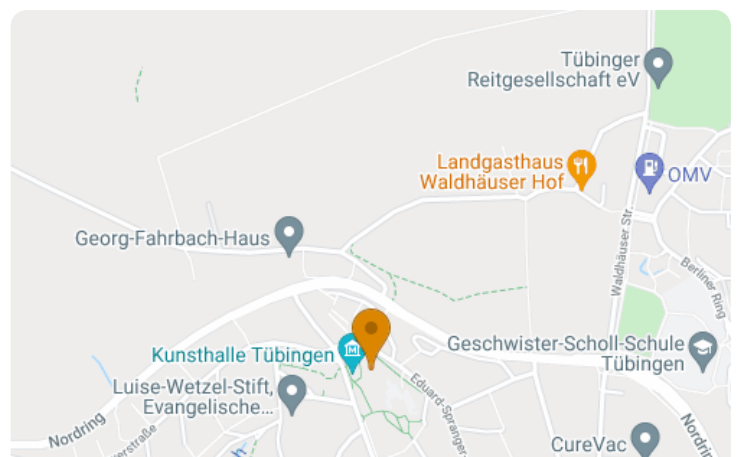 Tübinger
Reitgesellschaft eV
Landgasthaus
Waldhäuser Hof
OMV
Georg-Fahrbach-Haus
Waldhäuser Str.
Berliner Ring
Kunsthalle Tübingen
Geschwister-Scholl-Schule
Tübingen
Luise-Wetzel-Stift,
Evangelische...
Eduard-Spranger-
Nordring
Nordri
CureVac